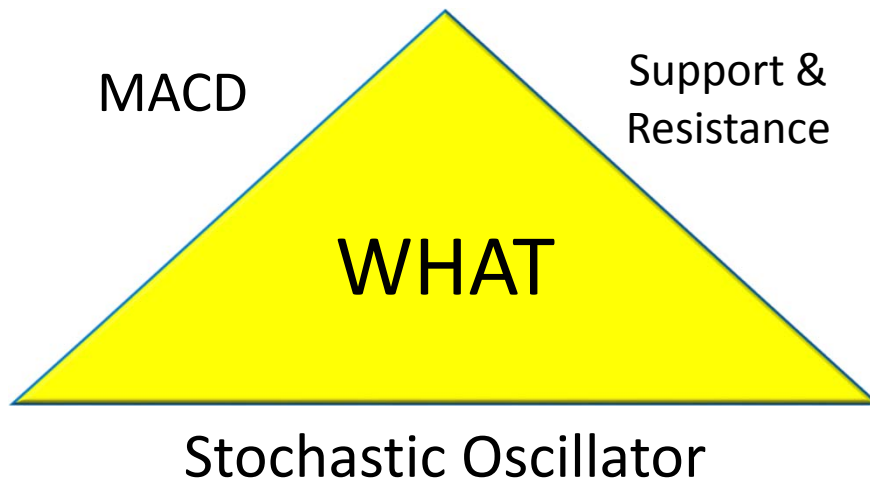 MACD
Support &
Resistance
WHAT
Stochastic Oscillator